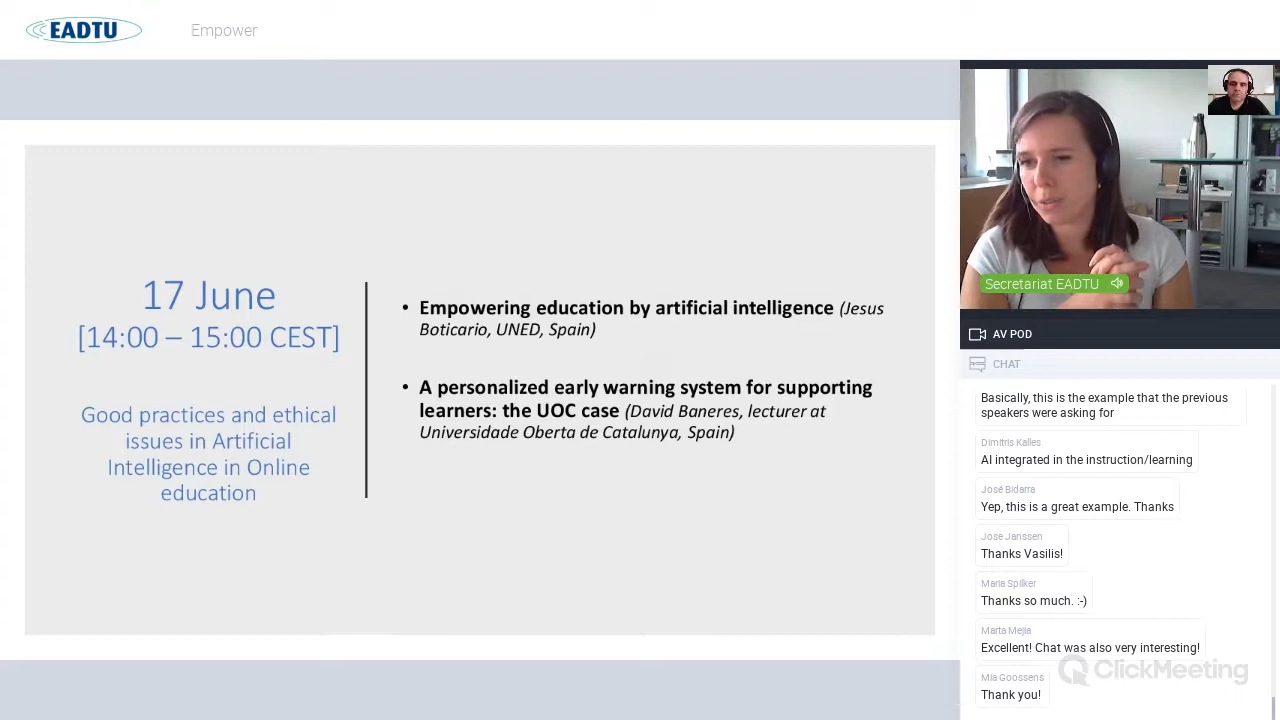 EADTU
Empower
17 June
[14:00 – 15:00 CEST]
Good practices and ethical
issues in Artificial
Intelligence in Online
education
• Empowering education by artificial intelligence (Jesus
Boticario, UNED, Spain)
• A personalized early warning system for supporting
learners: the UOC case (David Baneres, lecturer at
Universidade Oberta de Catalunya, Spain)
Secretariat EADTU
AV POD
CHAT
Basically, this is the example that the previous
speakers were asking for
Dimitris Kalles
AI integrated in the instruction/learning
José Bidarra
Yep, this is a great example. Thanks
Jose Janssen
Thanks Vasilis!
Maria Spilker
Thanks so much. :-)
Marta Mejia
Excellent! Chat was also very interesting!
ClickMeeting
Mia Goossens
Thank you!